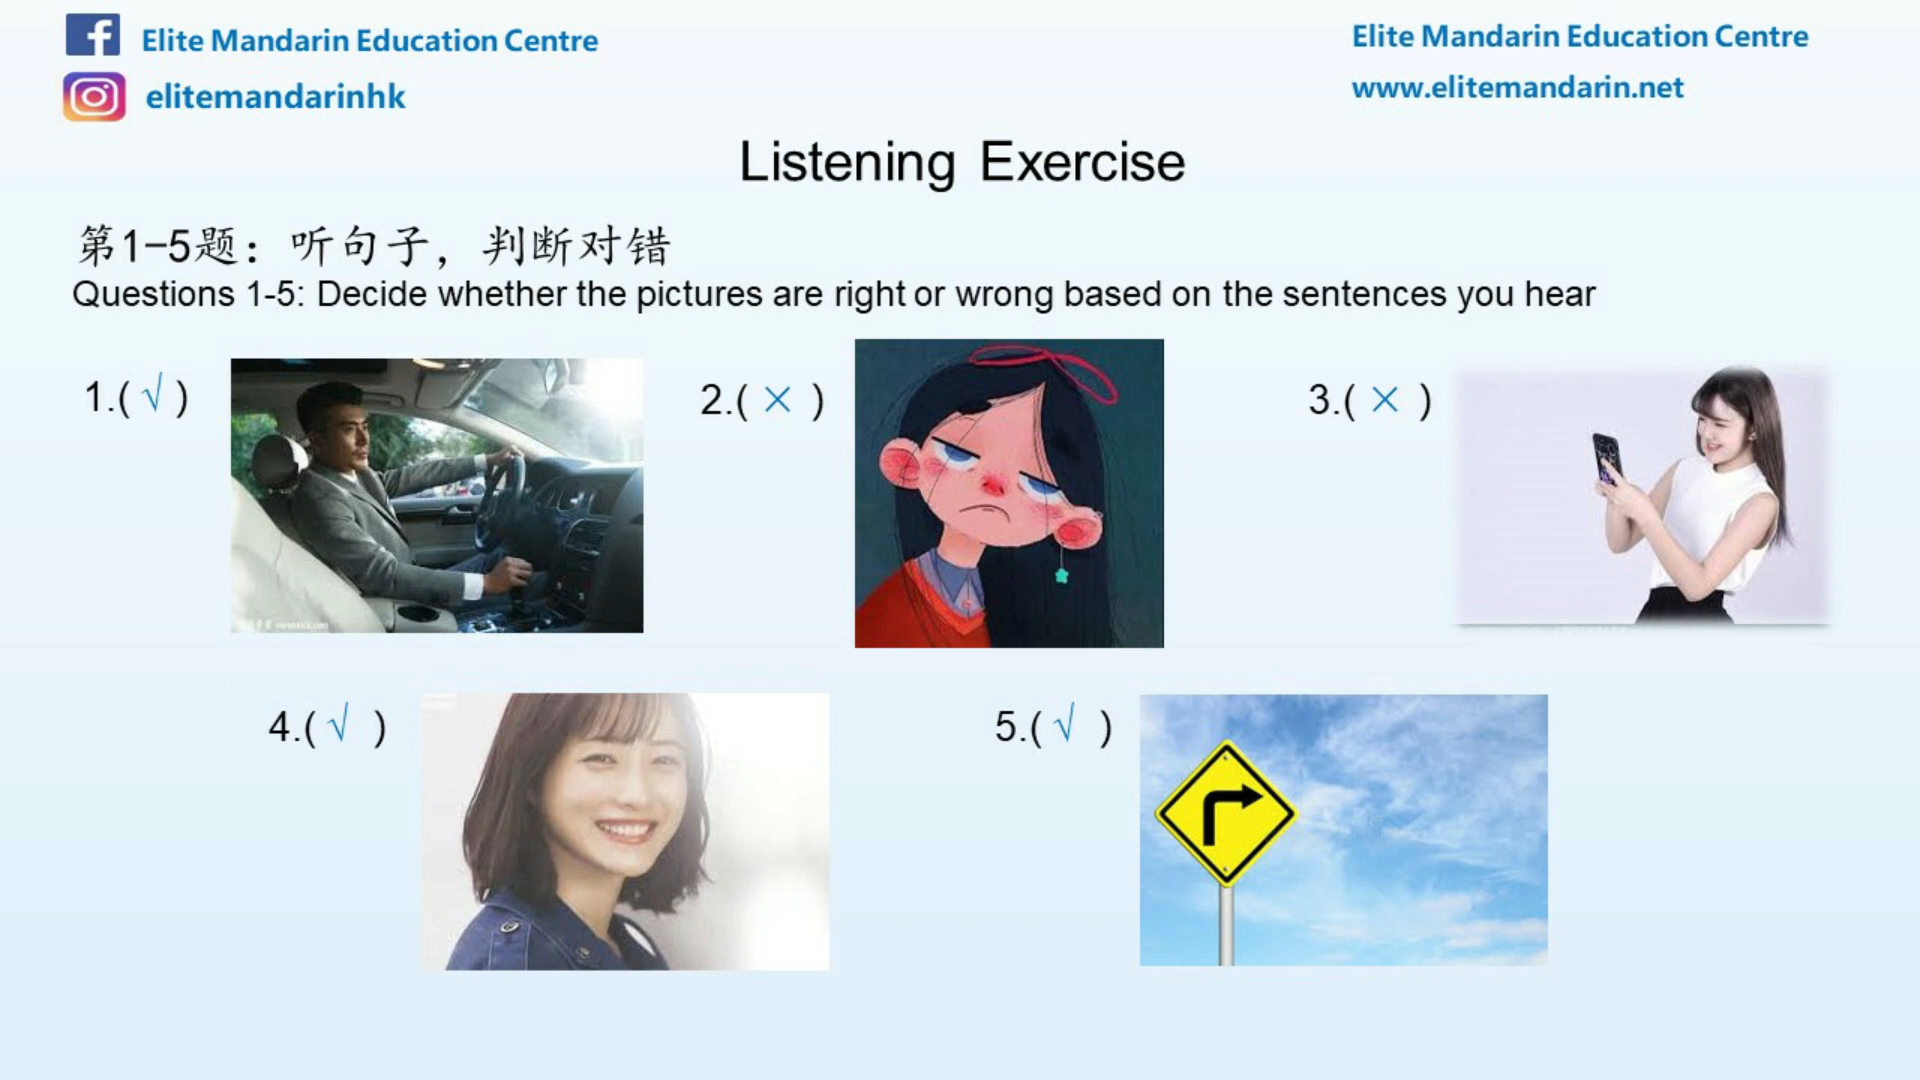 Elite Mandarin Education Centre
elitemandarinhk
Elite Mandarin Education Centre
www.elitemandarin.net
Listening Exercise
第1-5题：听句子，判断对错
Questions 1-5: Decide whether the pictures are right or wrong based on the sentences you hear
1.( √ )
2.( × )
3.( × )
4.( √ )
5.( √ )